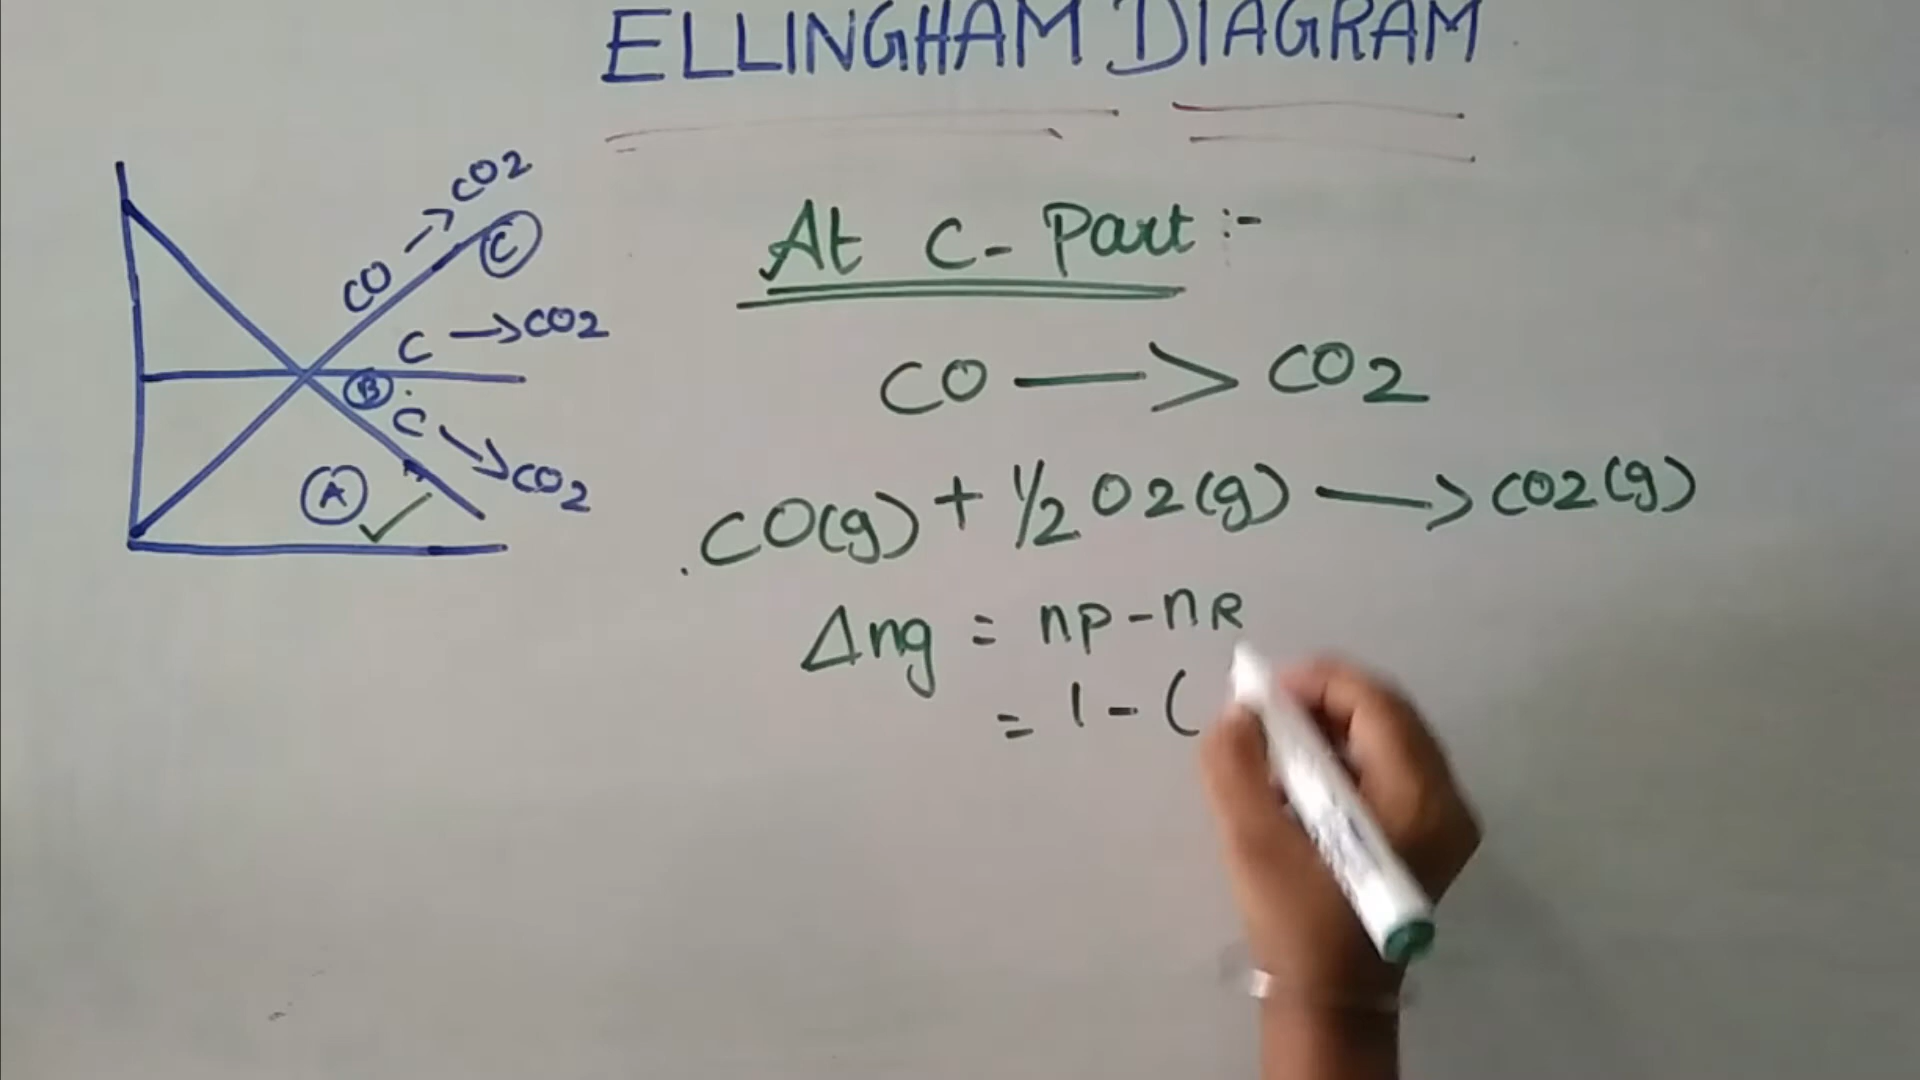 ELLINGHAM DIAGRAM
CO → CO2
C
C → CO2
B
C → CO2
A ✓
At C- Part :-
CO → CO2
CO(g) + 1/2 O2(g) → CO2(g)
Δng = nP - nR
= 1 - (